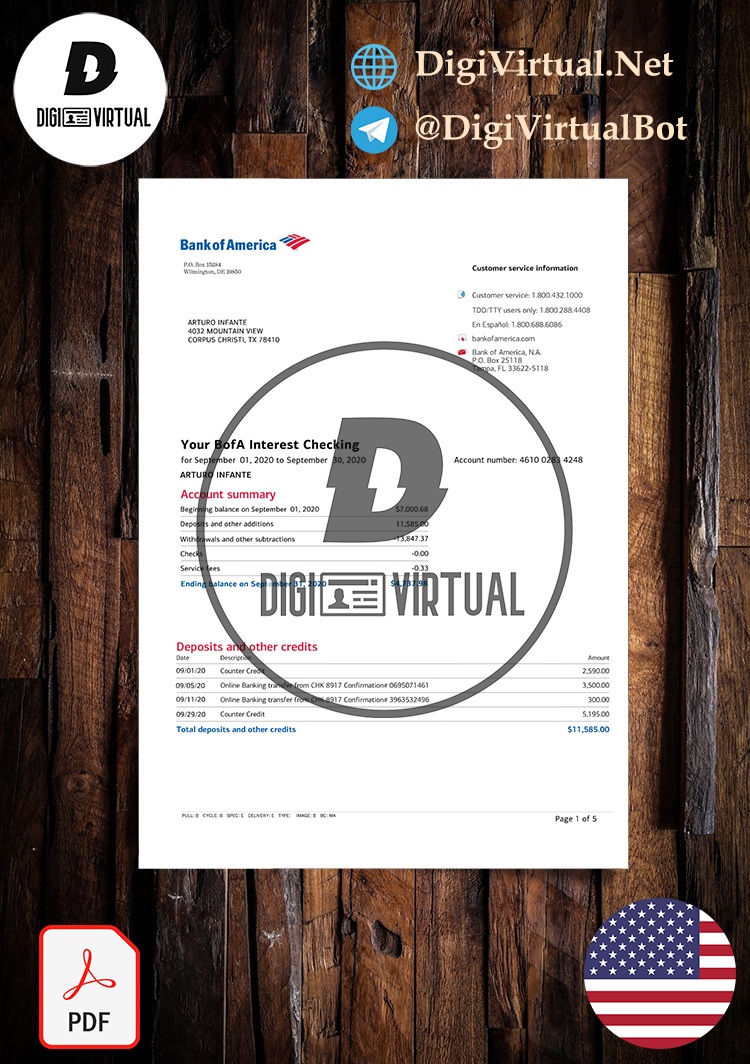 D
DIGI VIRTUAL
DigiVirtual.Net
@DigiVirtualBot
Bank of America
P.O. Box 15284
Wilmington, DE 19850
Customer service information
Customer service: 1.800.432.1000
TDD/TTY users only: 1.800.288.4408
En Español: 1.800.688.6086
bankofamerica.com
Bank of America, N.A.
P.O. Box 25118
Tampa, FL 33622-5118
ARTURO INFANTE
4032 MOUNTAIN VIEW
CORPUS CHRISTI, TX 78410
Your BofA Interest Checking
for September 01, 2020 to September 30, 2020
Account number: 4610 0283 4248
ARTURO INFANTE
Account summary
Beginning balance on September 01, 2020 $7,000.68
Deposits and other additions 11,585.00
Withdrawals and other subtractions -13,847.37
Checks -0.00
Service fees -0.33
Ending balance on September 31, 2020 $4,737.98
D
DIGI VIRTUAL
Deposits and other credits
Date Description Amount
09/01/20 Counter Credit 2,590.00
09/05/20 Online Banking transfer from CHK 8917 Confirmation# 0695071461 3,500.00
09/11/20 Online Banking transfer from CHK 8917 Confirmation# 3963532496 300.00
09/29/20 Counter Credit 5,195.00
Total deposits and other credits $11,585.00
PULL: B CYCLE: 8 SPEC: E DELIVERY: E TYPE: IMAGE: B BC: MA
Page 1 of 5
PDF